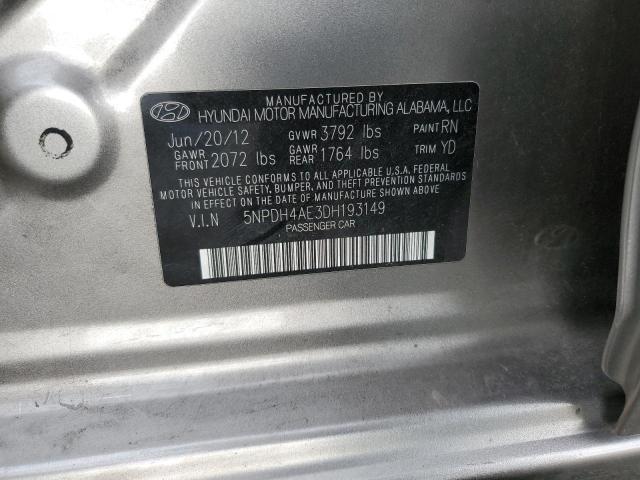 MANUFACTURED BY
HYUNDAI MOTOR MANUFACTURING ALABAMA, LLC
Jun/20/12 GVWR 3792 lbs PAINT RN
GAWR FRONT 2072 lbs GAWR REAR 1764 lbs TRIM YD
THIS VEHICLE CONFORMS TO ALL APPLICABLE U.S.A. FEDERAL
MOTOR VEHICLE SAFETY, BUMPER, AND THEFT PREVENTION
STANDARDS IN EFFECT ON THE DATE OF MANUFACTURE SHOWN ABOVE.
V.I.N 5NPDH4AE3DH193149
PASSENGER CAR